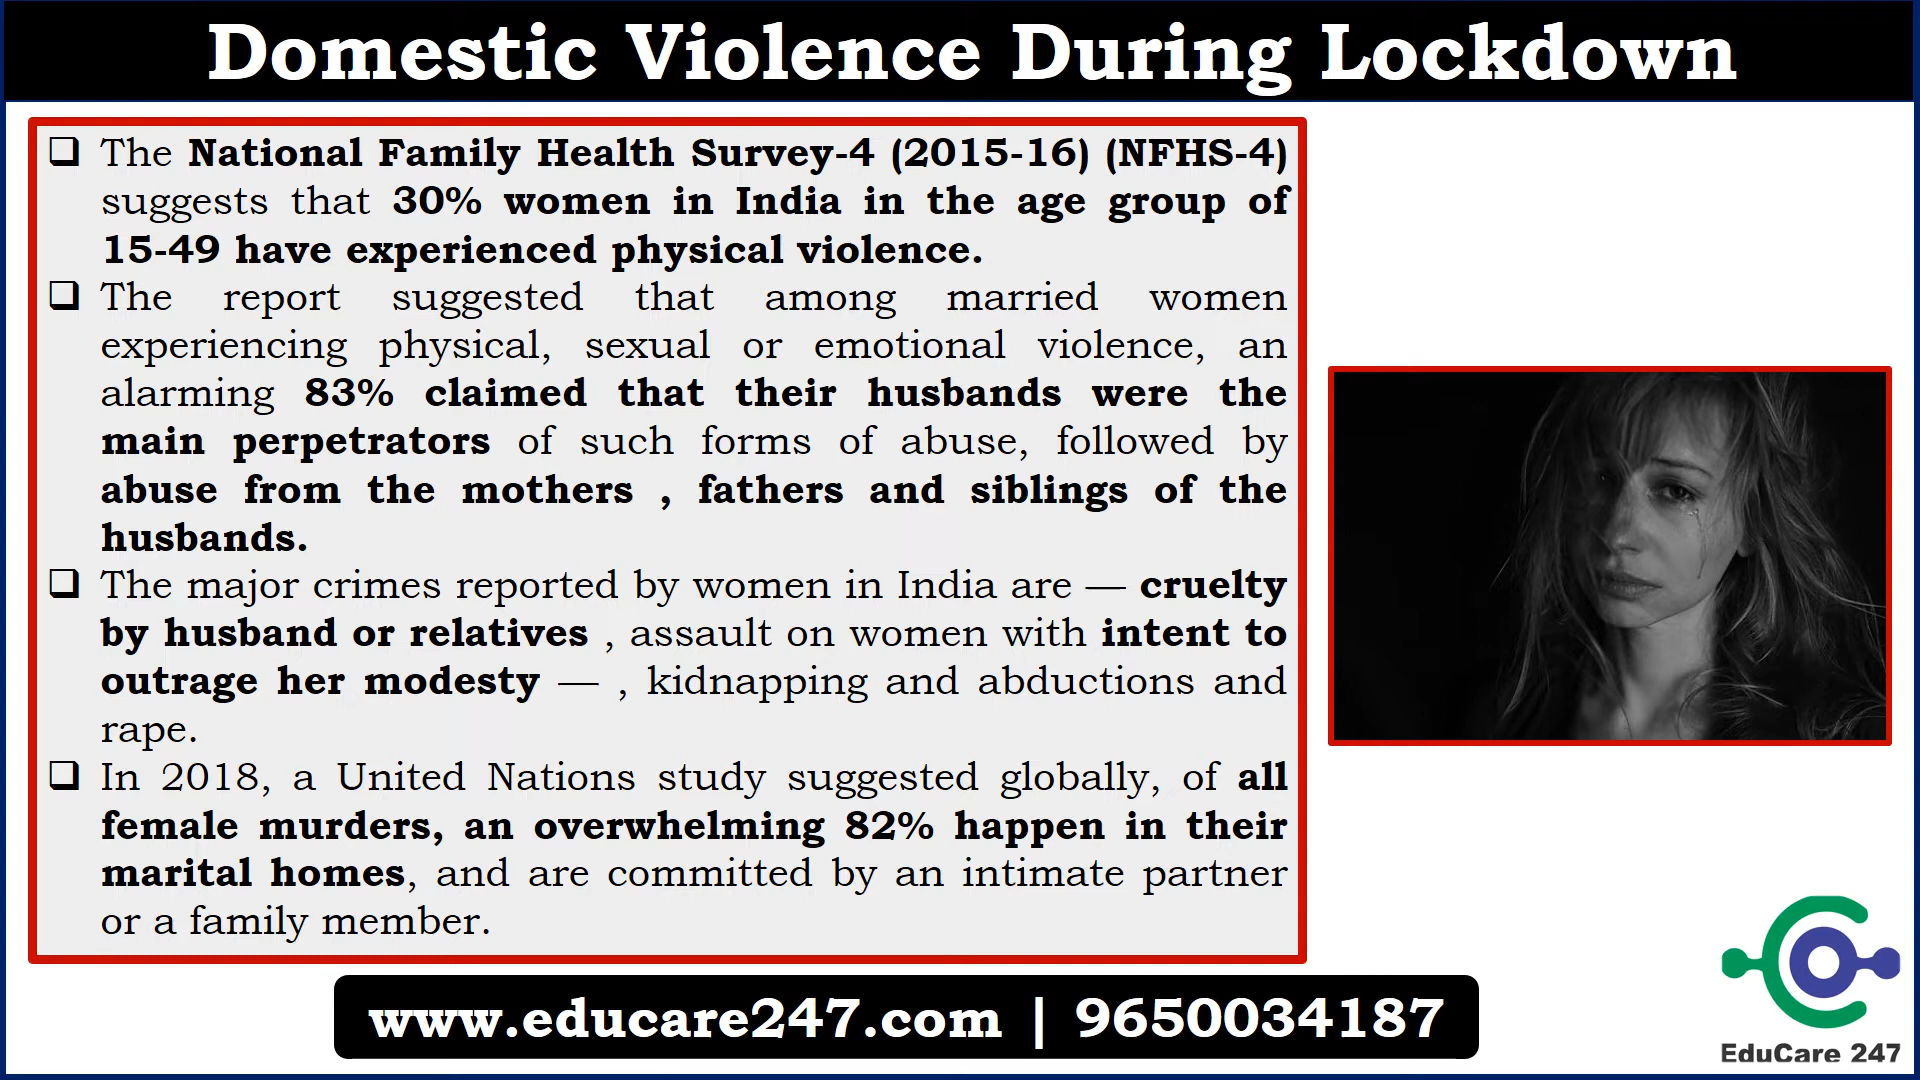 Domestic Violence During Lockdown
❑ The National Family Health Survey-4 (2015-16) (NFHS-4)
suggests that 30% women in India in the age group of
15-49 have experienced physical violence.
❑ The report suggested that among married women
experiencing physical, sexual or emotional violence, an
alarming 83% claimed that their husbands were the
main perpetrators of such forms of abuse, followed by
abuse from the mothers , fathers and siblings of the
husbands.
❑ The major crimes reported by women in India are — cruelty
by husband or relatives , assault on women with intent to
outrage her modesty — , kidnapping and abductions and
rape.
❑ In 2018, a United Nations study suggested globally, of all
female murders, an overwhelming 82% happen in their
marital homes, and are committed by an intimate partner
or a family member.
www.educare247.com | 9650034187
EduCare 247